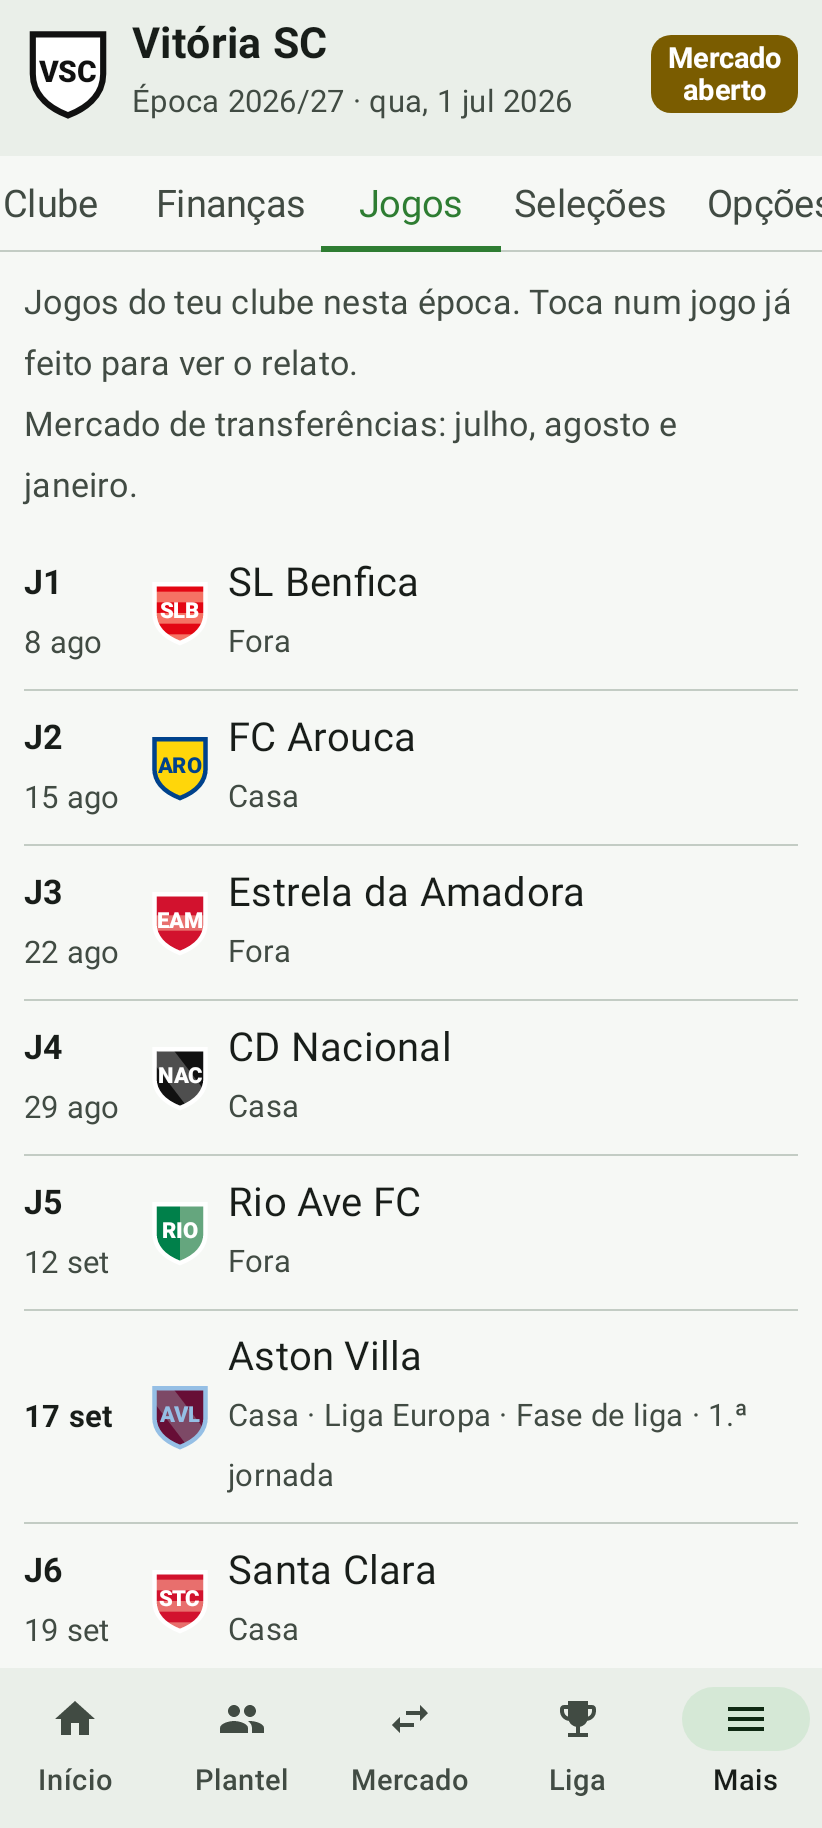 VSC
Vitória SC
Época 2026/27 · qua, 1 jul 2026
Mercado
aberto
Clube
Finanças
Jogos
Seleções
Opções
Jogos do teu clube nesta época. Toca num jogo já
feito para ver o relato.
Mercado de transferências: julho, agosto e
janeiro.
J1
8 ago
SLB
SL Benfica
Fora
J2
15 ago
ARO
FC Arouca
Casa
J3
22 ago
EAM
Estrela da Amadora
Fora
J4
29 ago
NAC
CD Nacional
Casa
J5
12 set
RIO
Rio Ave FC
Fora
17 set
AVL
Aston Villa
Casa · Liga Europa · Fase de liga · 1.ª
jornada
J6
19 set
STC
Santa Clara
Casa
Início
Plantel
Mercado
Liga
Mais